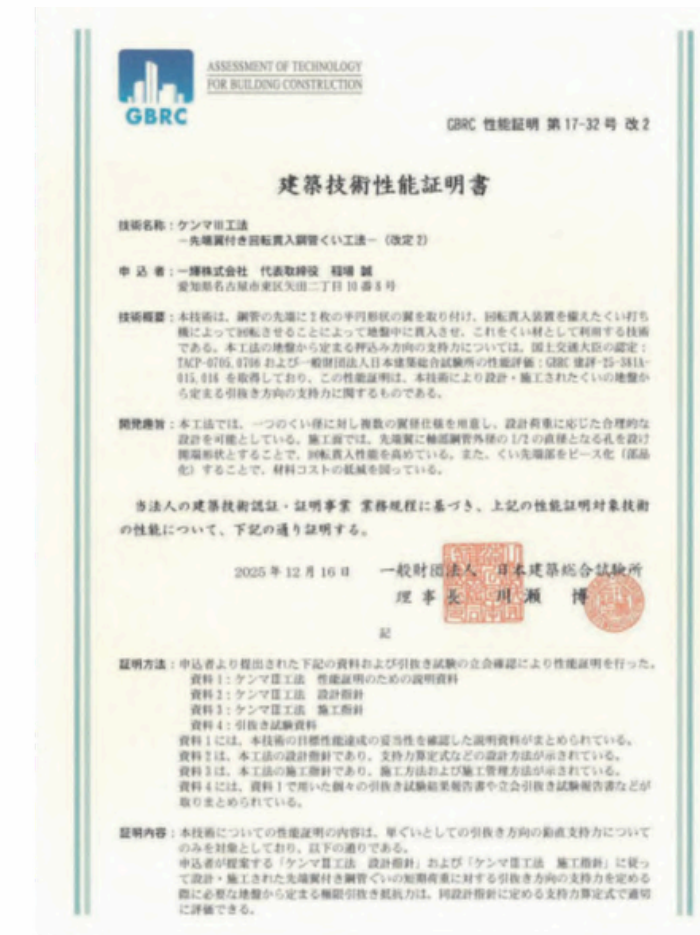 ASSESSMENT OF TECHNOLOGY
FOR BUILDING CONSTRUCTION
GBRC
GBRC 性能証明 第17-32号 改2
建築技術性能証明書
技術名称：ケンマⅢ工法
－先端翼付き回転貫入鋼管くい工法－（改定2）
申込者：一輝株式会社 代表取締役 稲場 誠
愛知県名古屋市東区矢田二丁目10番8号
技術概要：本技術は、鋼管の先端に2枚の半円形状の翼を取り付け、回転貫入装置を備えたくい打ち
機によって回転させることによって地盤中に貫入させ、これをくい材として利用する技術
である。本工法の地盤から定まる押込み方向の支持力については、国土交通大臣の認定：
TACP-0705,0706および一般財団法人日本建築総合試験所の性能評価：GBRC 建評-25-381A-
015,016 を取得しており、この性能証明は、本技術により設計・施工されたくいの地盤か
ら定まる引抜き方向の支持力に関するものである。
開発趣旨：本工法では、一つのくい径に対し複数の翼径仕様を用意し、設計荷重に応じた合理的な
設計を可能としている。施工面では、先端翼に軸部鋼管外径の1/2の直径となる孔を設け
開端形状とすることで、回転貫入性能を高めている。また、くい先端部をピース化（部品
化）することで、材料コストの低減を図っている。
当法人の建築技術認証・証明事業 業務規程に基づき、上記の性能証明対象技術
の性能について、下記の通り証明する。
2025年12月16日 一般財団法人 日本建築総合試験所
理事長 川瀬 博
記
証明方法：申込者より提出された下記の資料および引抜き試験の立会確認により性能証明を行った。
資料1：ケンマⅢ工法 性能証明のための説明資料
資料2：ケンマⅢ工法 設計指針
資料3：ケンマⅢ工法 施工指針
資料4：引抜き試験資料
資料1には、本技術の目標性能達成の妥当性を確認した説明資料がまとめられている。
資料2は、本工法の設計指針であり、支持力算定式などの設計方法が示されている。
資料3は、本工法の施工指針であり、施工方法および施工管理方法が示されている。
資料4には、資料1で用いた個々の引抜き試験結果報告書や立会引抜き試験報告書などが
取りまとめられている。
証明内容：本技術についての性能証明の内容は、単ぐいとしての引抜き方向の鉛直支持力について
のみを対象としており、以下の通りである。
申込者が提案する「ケンマⅢ工法 設計指針」および「ケンマⅢ工法 施工指針」に従っ
て設計・施工された先端翼付き鋼管ぐいの短期荷重に対する引抜き方向の支持力を定める
際に必要な地盤から定まる極限引抜き抵抗力は、同設計指針に定める支持力算定式で適切
に評価できる。